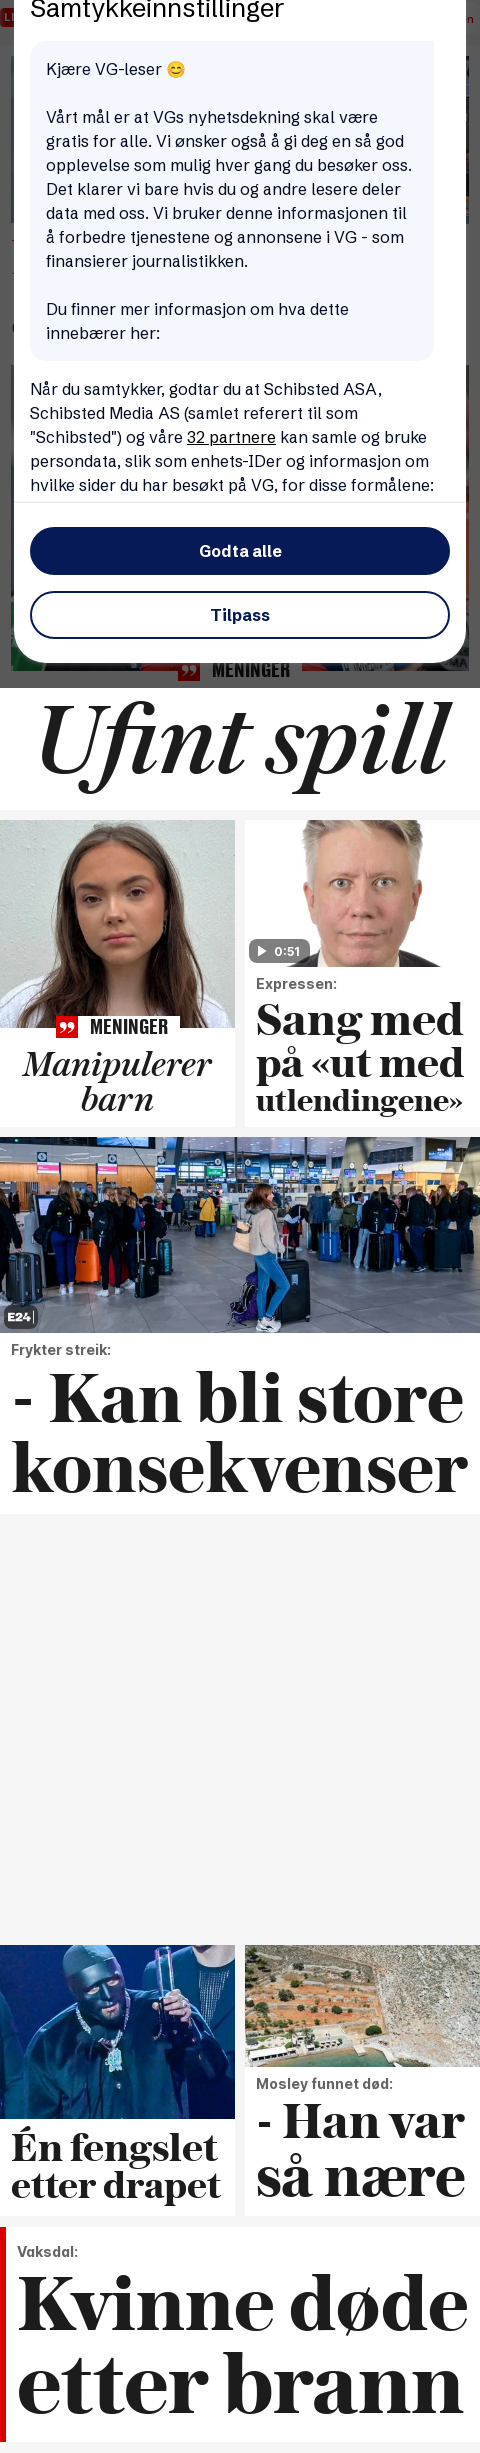 Samtykkeinnstillinger
Kjære VG-leser 😊
Vårt mål er at VGs nyhetsdekning skal være
gratis for alle. Vi ønsker også å gi deg en så god
opplevelse som mulig hver gang du besøker oss.
Det klarer vi bare hvis du og andre lesere deler
data med oss. Vi bruker denne informasjonen til
å forbedre tjenestene og annonsene i VG - som
finansierer journalistikken.
Du finner mer informasjon om hva dette
innebærer her:
Når du samtykker, godtar du at Schibsted ASA,
Schibsted Media AS (samlet referert til som
"Schibsted") og våre 32 partnere kan samle og bruke
persondata, slik som enhets-IDer og informasjon om
hvilke sider du har besøkt på VG, for disse formålene:
Godta alle
Tilpass
MENINGER
Ufint spill
MENINGER
Manipulerer
barn
0:51
Expressen:
Sang med
på «ut med
utlendingene»
E24
Frykter streik:
- Kan bli store
konsekvenser
Én fengslet
etter drapet
Mosley funnet død:
- Han var
så nære
Vaksdal:
Kvinne døde
etter brann